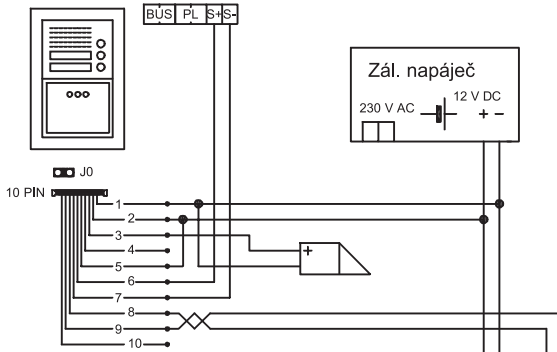 BUS PL S+ S-
Zál. napáječ
230 V AC
12 V DC
+ −
J0
10 PIN
1
2
3
+
4
5
6
7
8
9
10